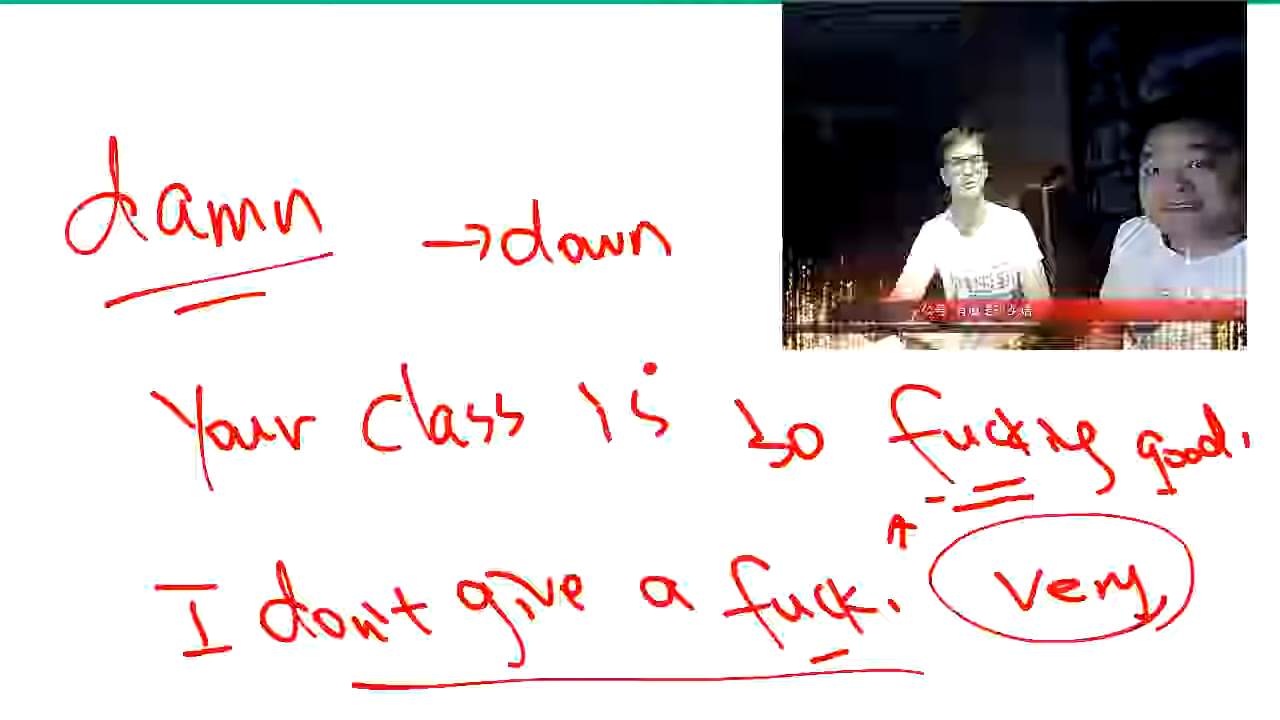 damn → down
Your class is so fucking good.
I don't give a fuck. very